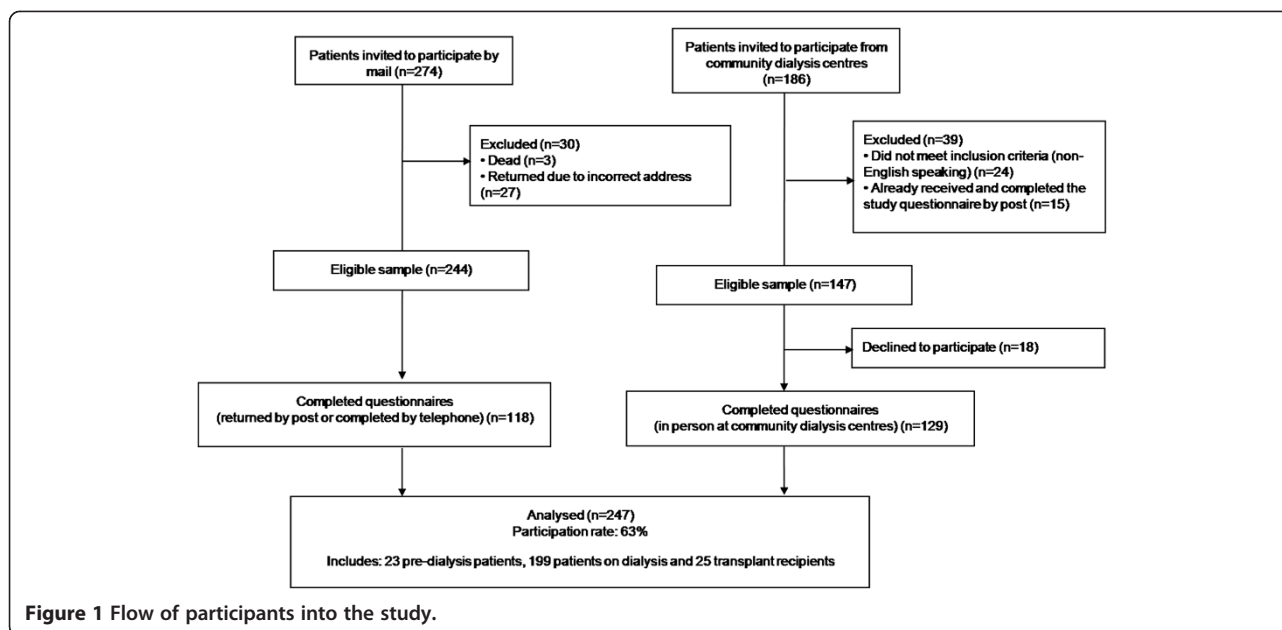 Patients invited to participate by
mail (n=274)
Patients invited to participate from
community dialysis centres
(n=186)
Excluded (n=30)
• Dead (n=3)
• Returned due to incorrect address
(n=27)
Excluded (n=39)
• Did not meet inclusion criteria (non-
English speaking) (n=24)
• Already received and completed the
study questionnaire by post (n=15)
Eligible sample (n=244)
Eligible sample (n=147)
Declined to participate (n=18)
Completed questionnaires
(returned by post or completed by telephone) (n=118)
Completed questionnaires
(in person at community dialysis centres) (n=129)
Analysed (n=247)
Participation rate: 63%
Includes: 23 pre-dialysis patients, 199 patients on dialysis and 25 transplant recipients
Figure 1 Flow of participants into the study.